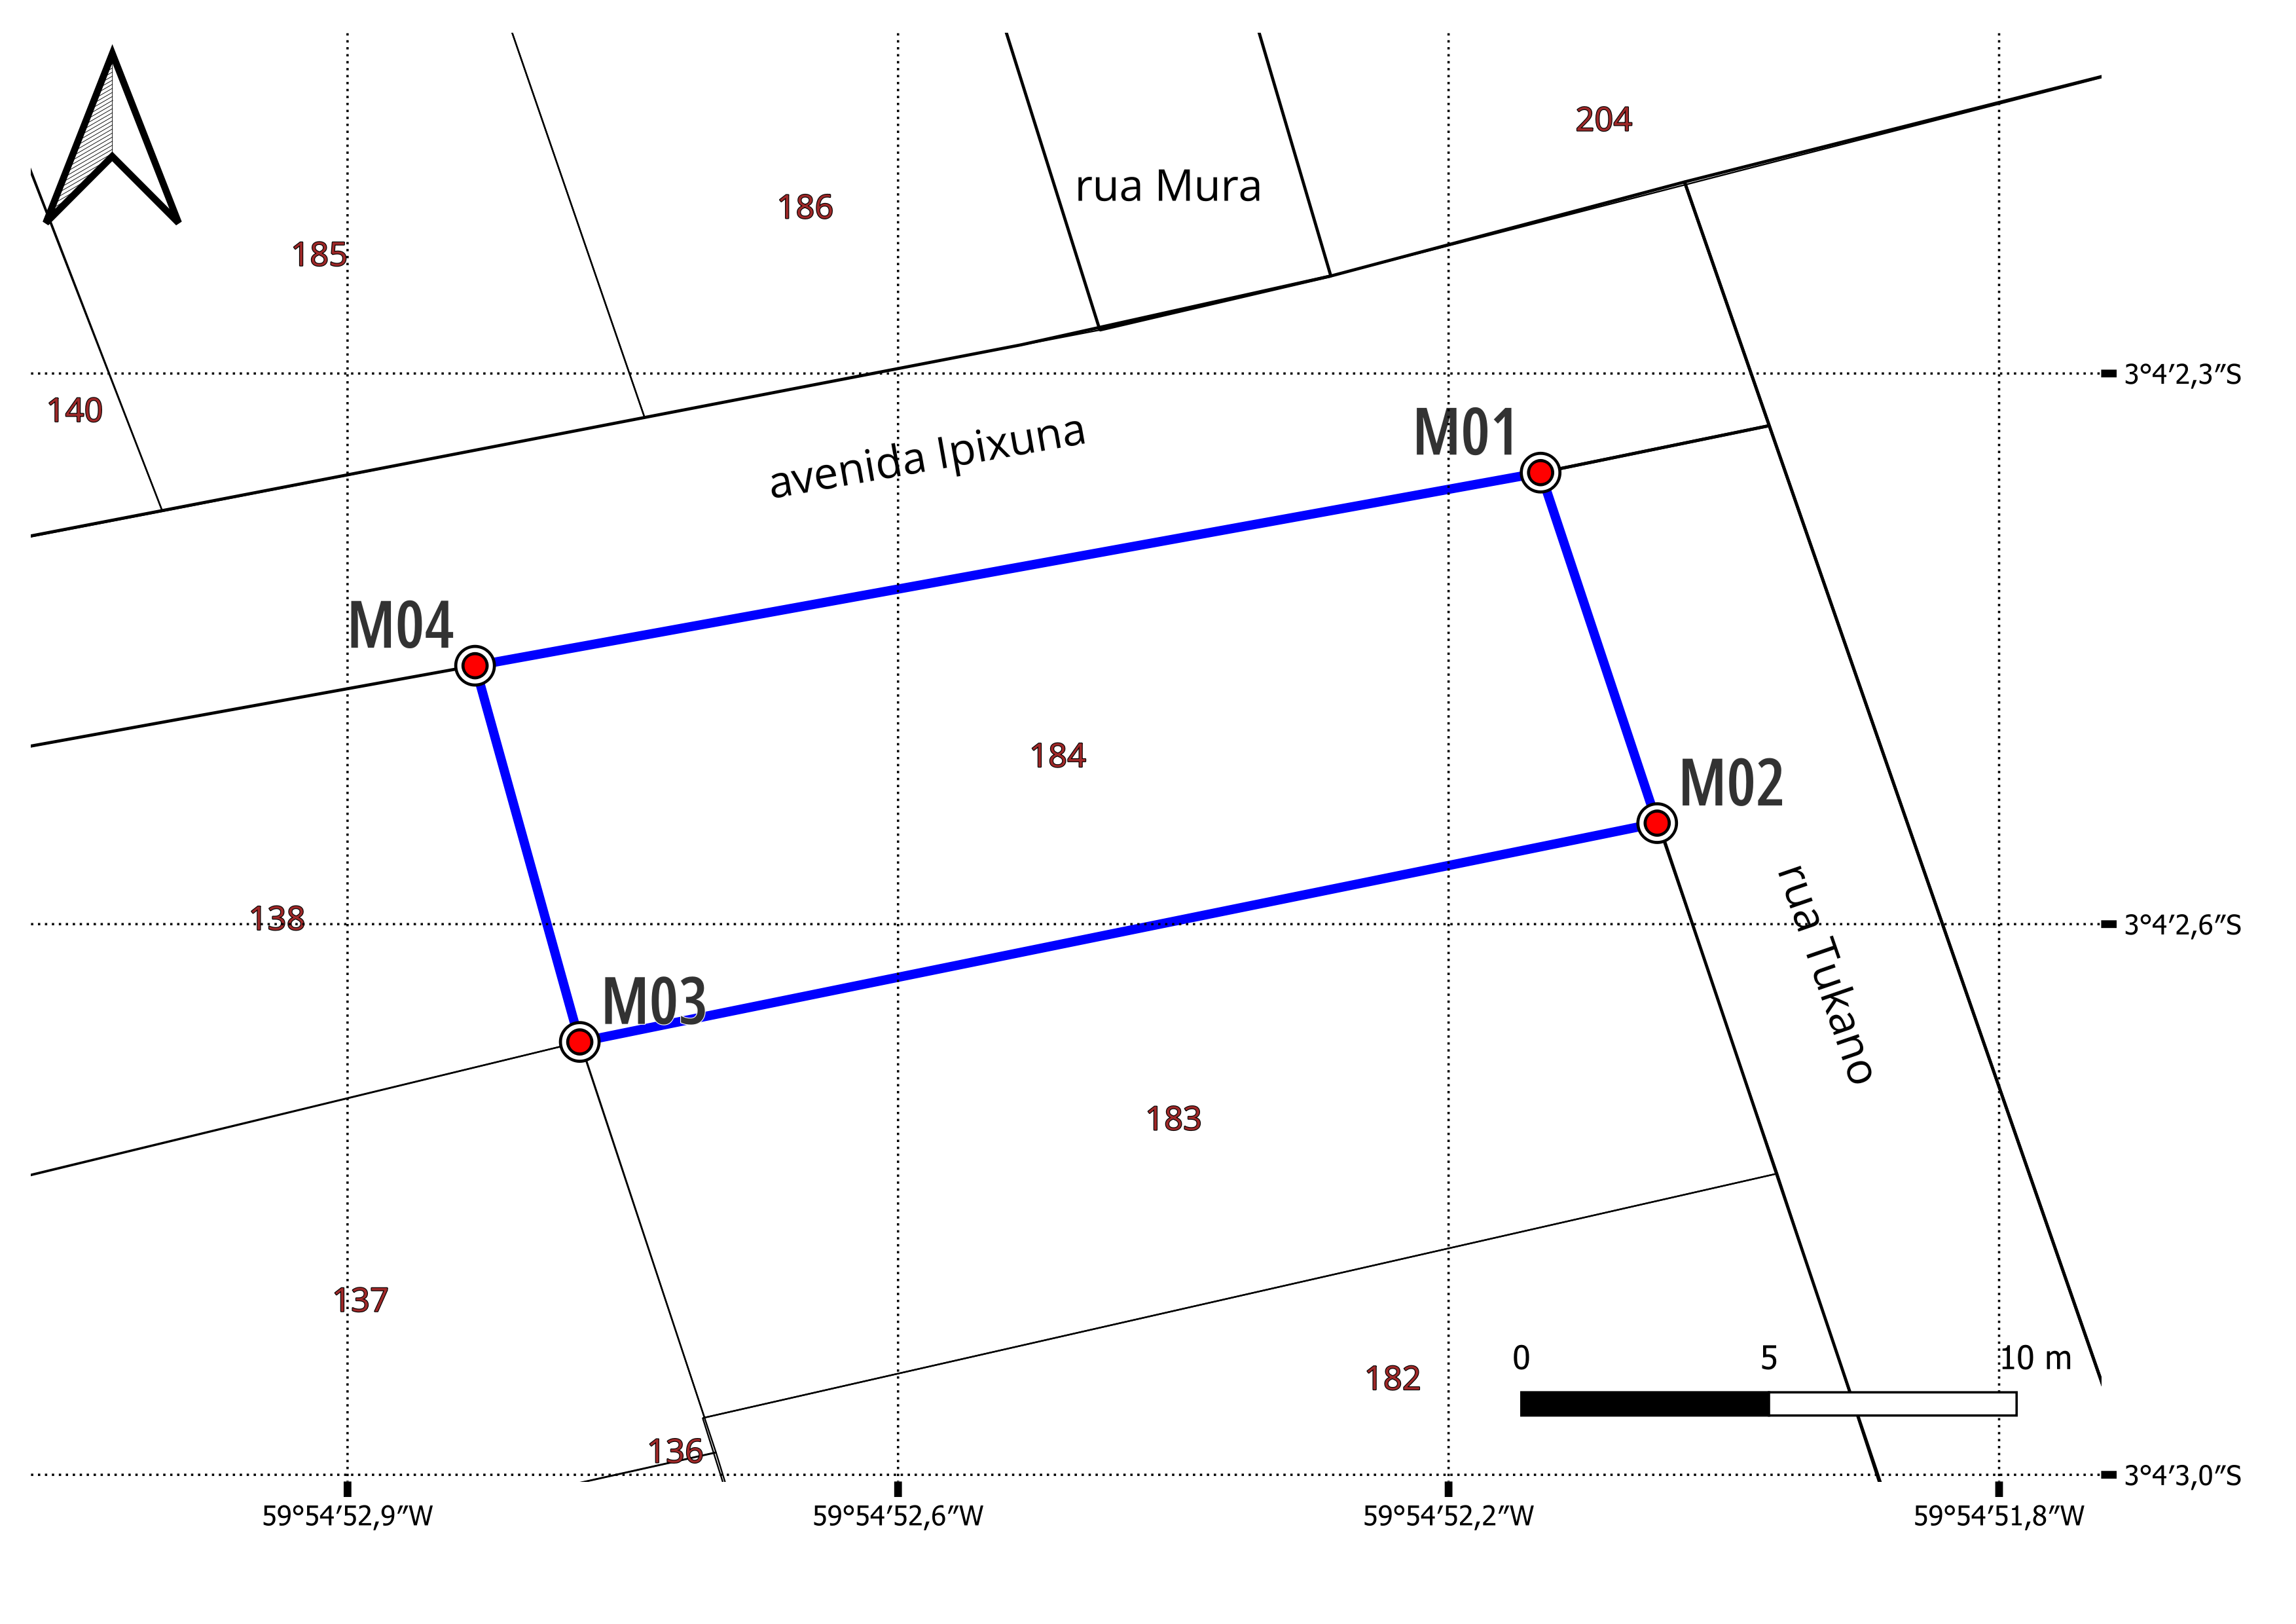 204
rua Mura
186
185
3°4′2,3″S
140
M01
avenida Ipixuna
M04
184
M02
138
3°4′2,6″S
rua Tukano
M03
183
137
0 5 10 m
182
136
3°4′3,0″S
59°54′52,9″W 59°54′52,6″W 59°54′52,2″W 59°54′51,8″W